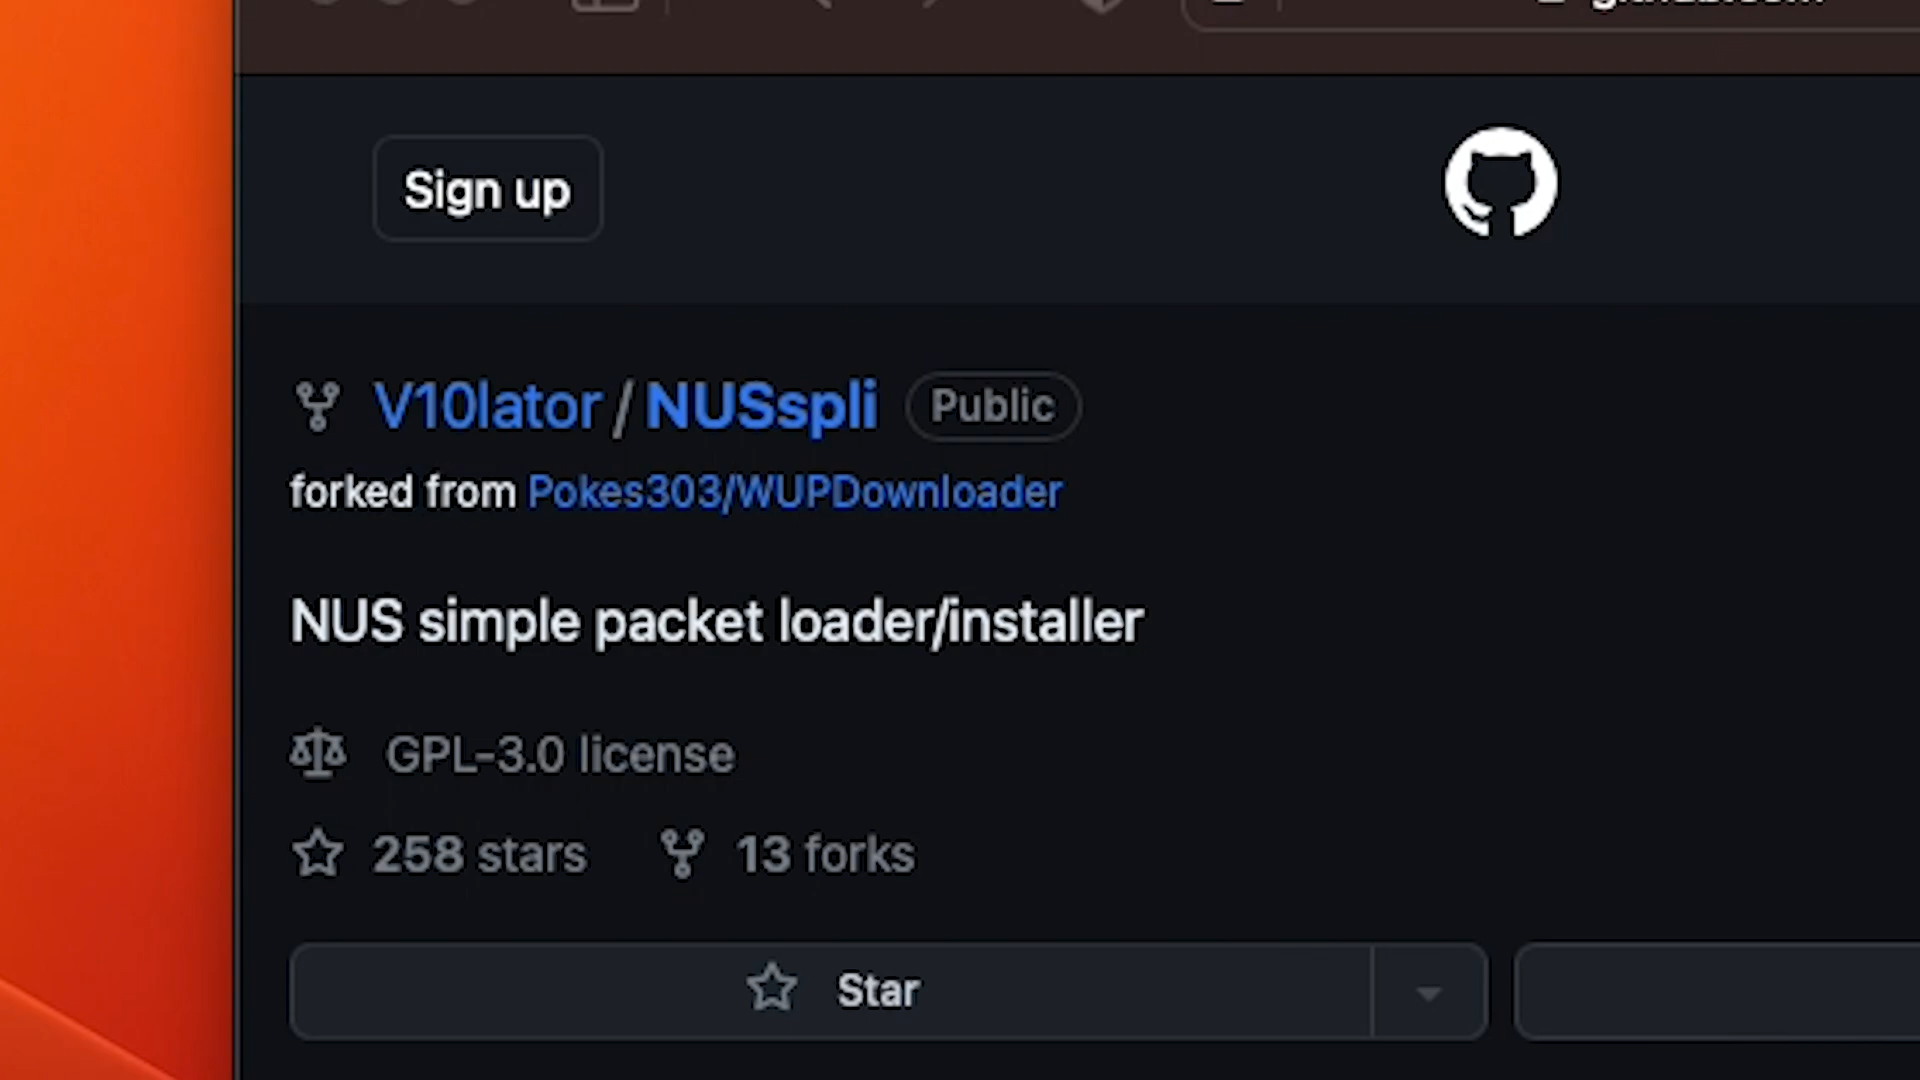 Sign up
V10lator / NUSspli Public
forked from Pokes303/WUPDownloader
NUS simple packet loader/installer
GPL-3.0 license
258 stars 13 forks
Star